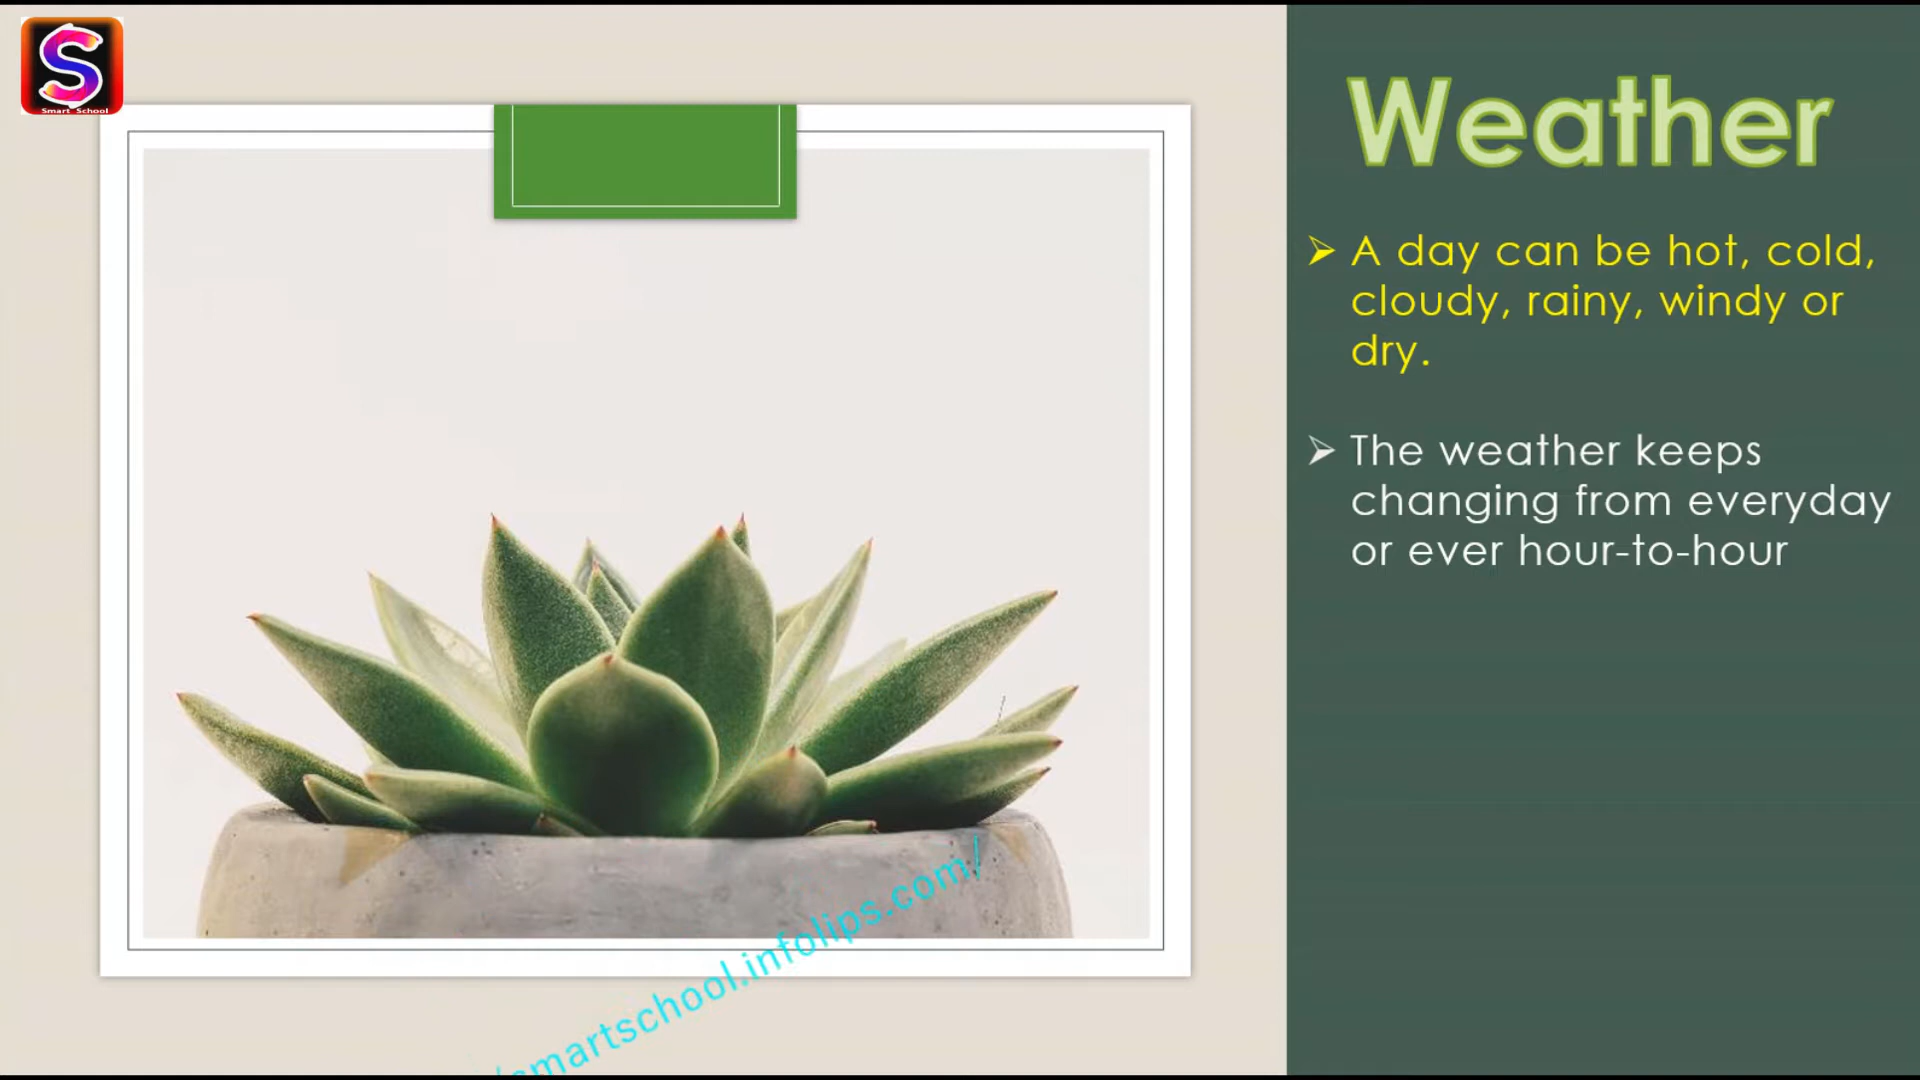 S
Smart School
Weather
➢ A day can be hot, cold,
cloudy, rainy, windy or
dry.
➢ The weather keeps
changing from everyday
or ever hour-to-hour
/smartschool.infolips.com/